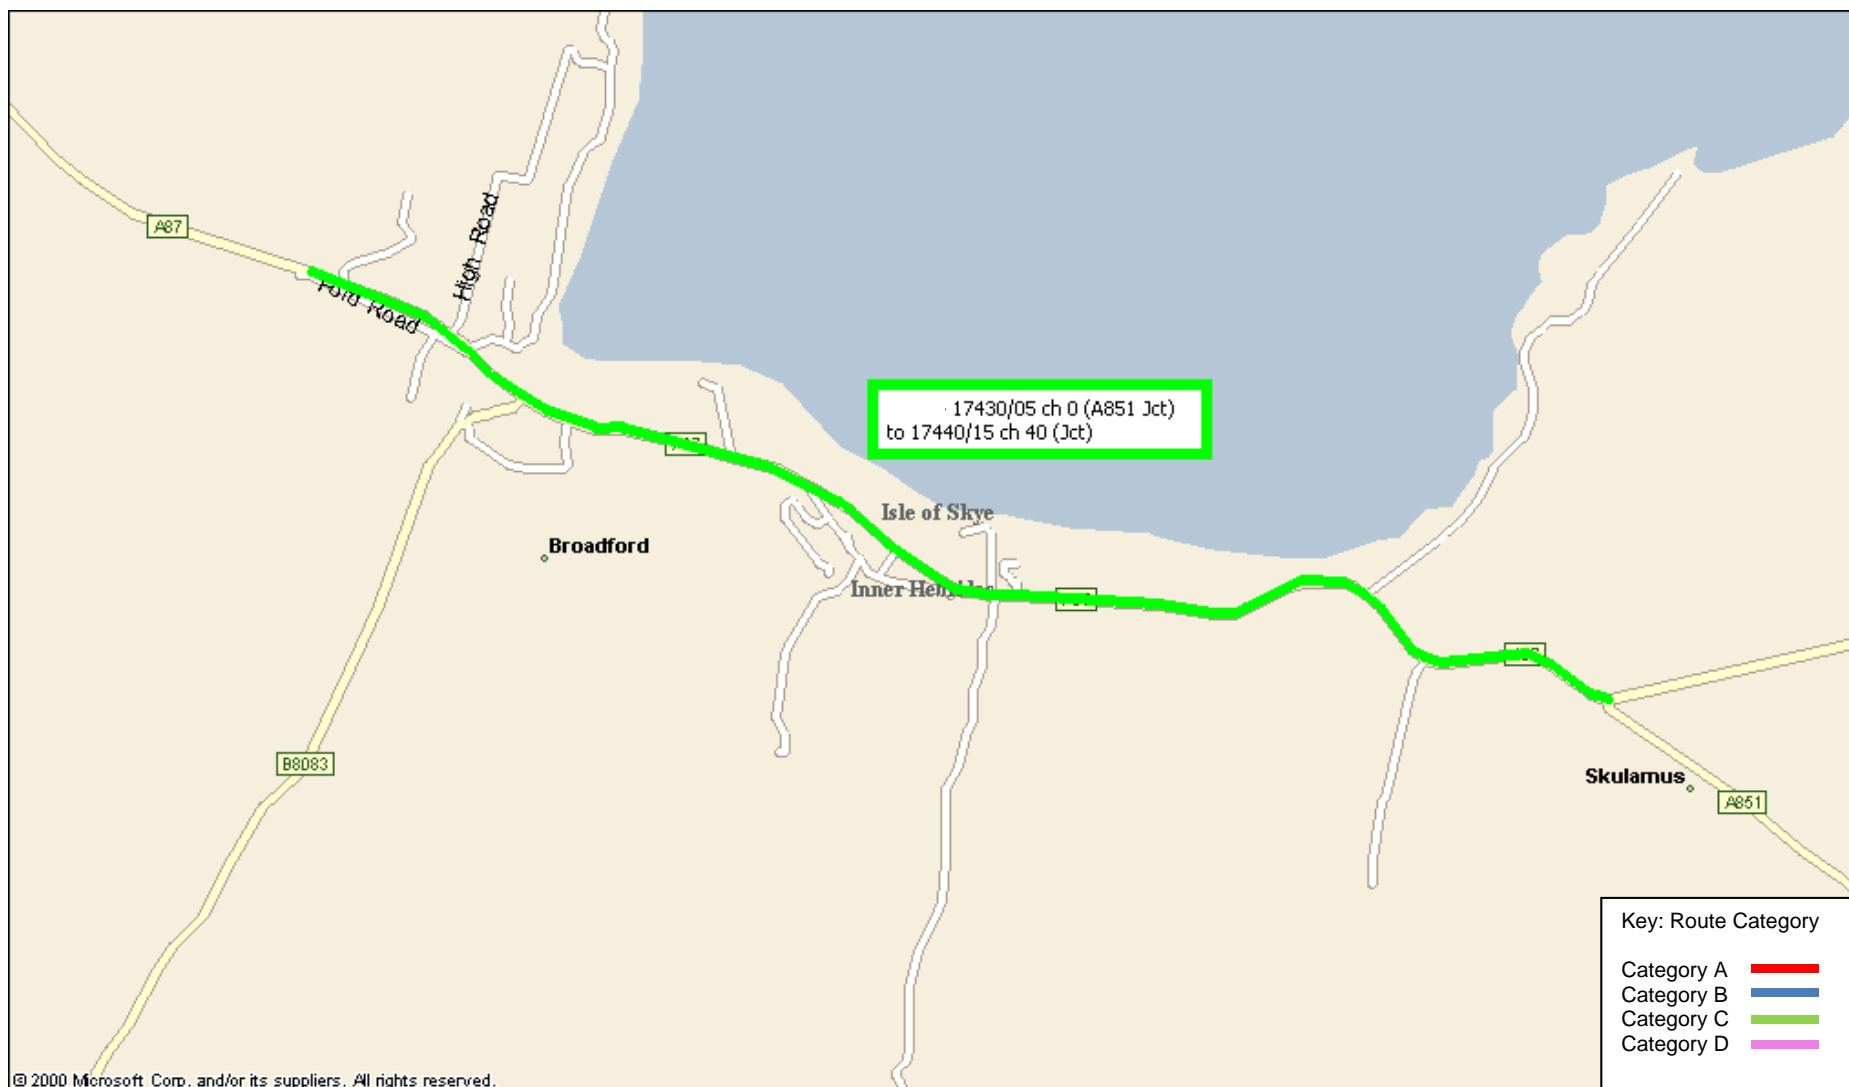 A87
High Road
Road
17430/05 ch 0 (A851 Jct)
to 17440/15 ch 40 (Jct)
Isle of Skye
Broadford
Inner
B8083
Skulamus
A851
Key: Route Category
Category A
Category B
Category C
Category D
© 2000 Microsoft Corp. and/or its suppliers. All rights reserved.